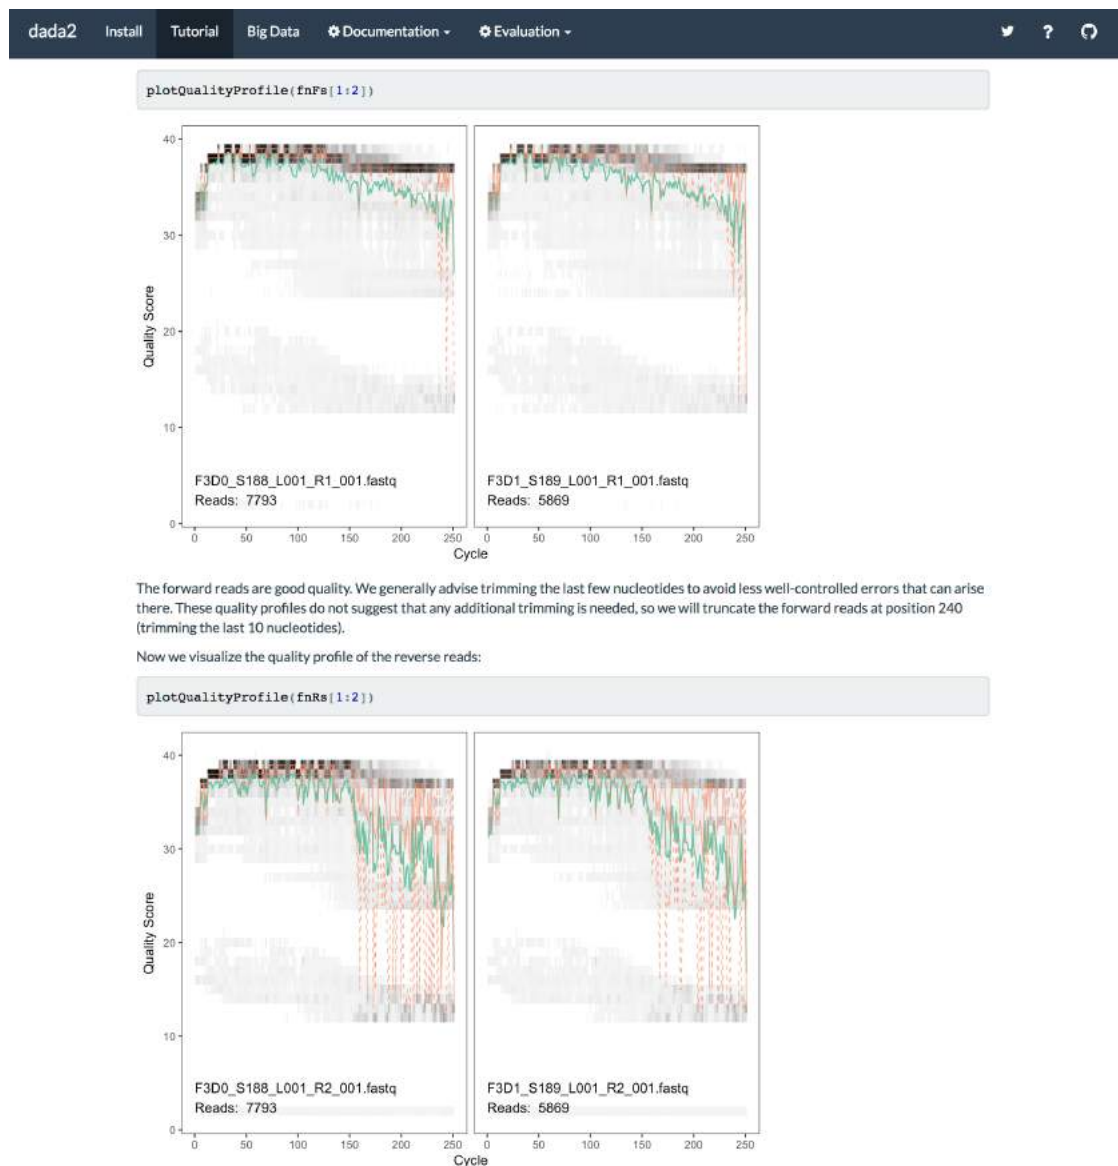 dada2 Install Tutorial Big Data Documentation Evaluation ?
plotQualityProfile(fnFs[1:2])
40
30
20
10
0
Quality Score
F3D0_S188_L001_R1_001.fastq
Reads: 7793
F3D1_S189_L001_R1_001.fastq
Reads: 5869
0 50 100 150 200 250 0 50 100 150 200 250
Cycle
The forward reads are good quality. We generally advise trimming the last few nucleotides to avoid less well-controlled errors that can arise
there. These quality profiles do not suggest that any additional trimming is needed, so we will truncate the forward reads at position 240
(trimming the last 10 nucleotides).
Now we visualize the quality profile of the reverse reads:
plotQualityProfile(fnRs[1:2])
40
30
20
10
0
Quality Score
F3D0_S188_L001_R2_001.fastq
Reads: 7793
F3D1_S189_L001_R2_001.fastq
Reads: 5869
0 50 100 150 200 250 0 50 100 150 200 250
Cycle